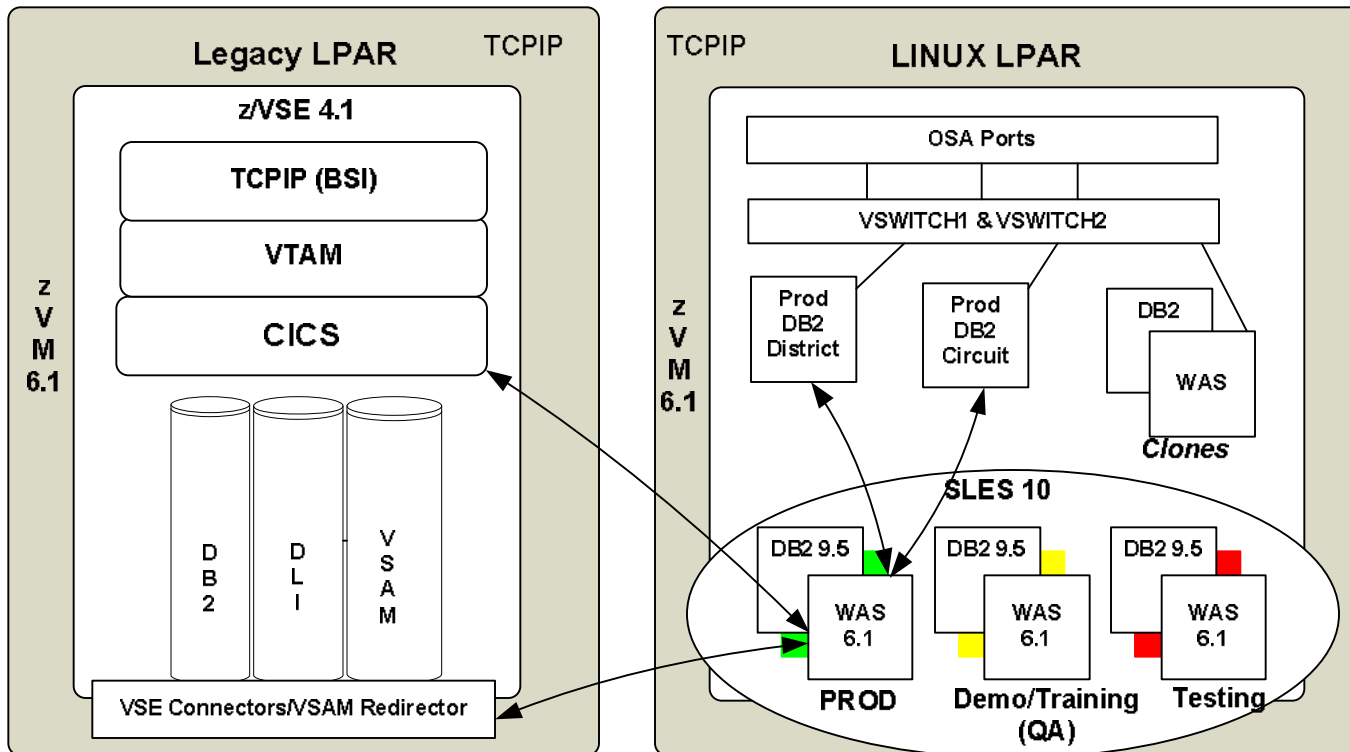 Legacy LPAR
TCPIP
z/VSE 4.1
TCPIP (BSI)
VTAM
CICS
z
V
M
6.1
D
B
2
D
L
I
V
S
A
M
VSE Connectors/VSAM Redirector
TCPIP
LINUX LPAR
OSA Ports
VSWITCH1 & VSWITCH2
z
V
M
6.1
Prod
DB2
District
Prod
DB2
Circuit
DB2
WAS
Clones
SLES 10
DB2 9.5
WAS
6.1
PROD
DB2 9.5
WAS
6.1
Demo/Training
(QA)
DB2 9.5
WAS
6.1
Testing